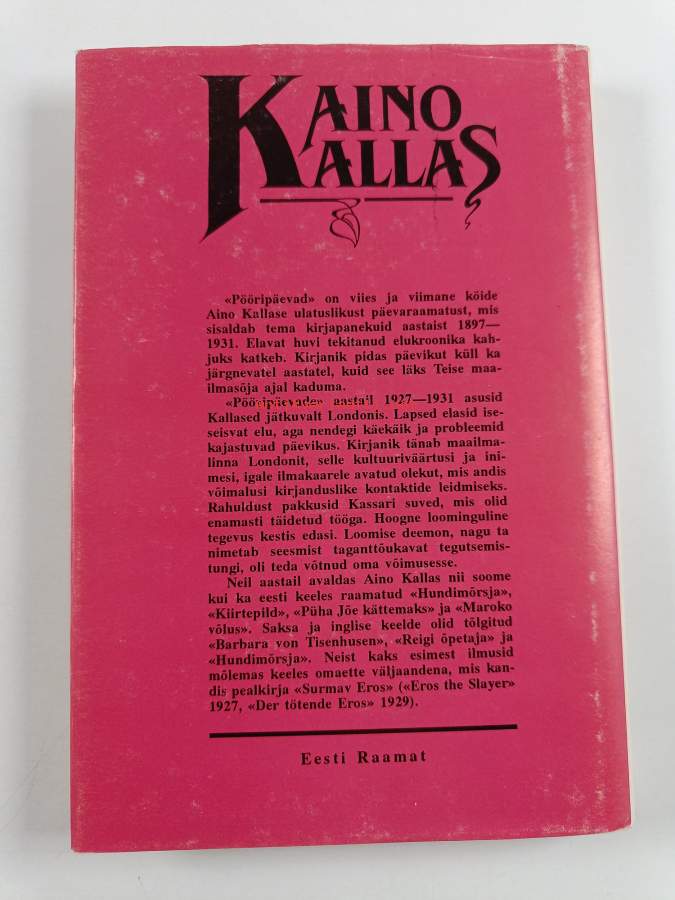 AINO
KALLAS
«Pööripäevad» on viies ja viimane köide
Aino Kallase ulatuslikust päevaraamatust, mis
sisaldab tema kirjapanekuid aastaist 1897—
1931. Elavat huvi tekitanud elukroonika kah-
juks katkeb. Kirjanik pidas päevikut küll ka
järgnevatel aastatel, kuid see läks Teise maa-
ilmasõja ajal kaduma.
«Pööripäevade» aastail 1927—1931 asusid
Kallased jätkuvalt Londonis. Lapsed elasid ise-
seisvat elu, aga nendegi käekäik ja probleemid
kajastuvad päevikus. Kirjanik tänab maailma-
linna Londonit, selle kultuuriväärtusi ja ini-
mesi, igale ilmakaarele avatud olekut, mis andis
võimalusi kirjanduslike kontaktide leidmiseks.
Rahuldust pakkusid Kassari suved, mis olid
enamasti täidetud tööga. Hoogne loominguline
tegevus kestis edasi. Loomise deemon, nagu ta
nimetab seesmist taganttõukavat tegutsemis-
tungi, oli teda võtnud oma võimusesse.
Neil aastail avaldas Aino Kallas nii soome
kui ka eesti keeles raamatud «Hundimõrsja»,
«Kiirtepild», «Püha Jõe kättemaks» ja «Maroko
võlus». Saksa ja inglise keelde olid tõlgitud
«Barbara von Tisenhusen», «Reigi õpetaja» ja
«Hundimõrsja». Neist kaks esimest ilmusid
mõlemas keeles omaette väljaandena, mis kan-
dis pealkirja «Surmav Eros» («Eros the Slayer»
1927, «Der tötende Eros» 1929).
Eesti Raamat